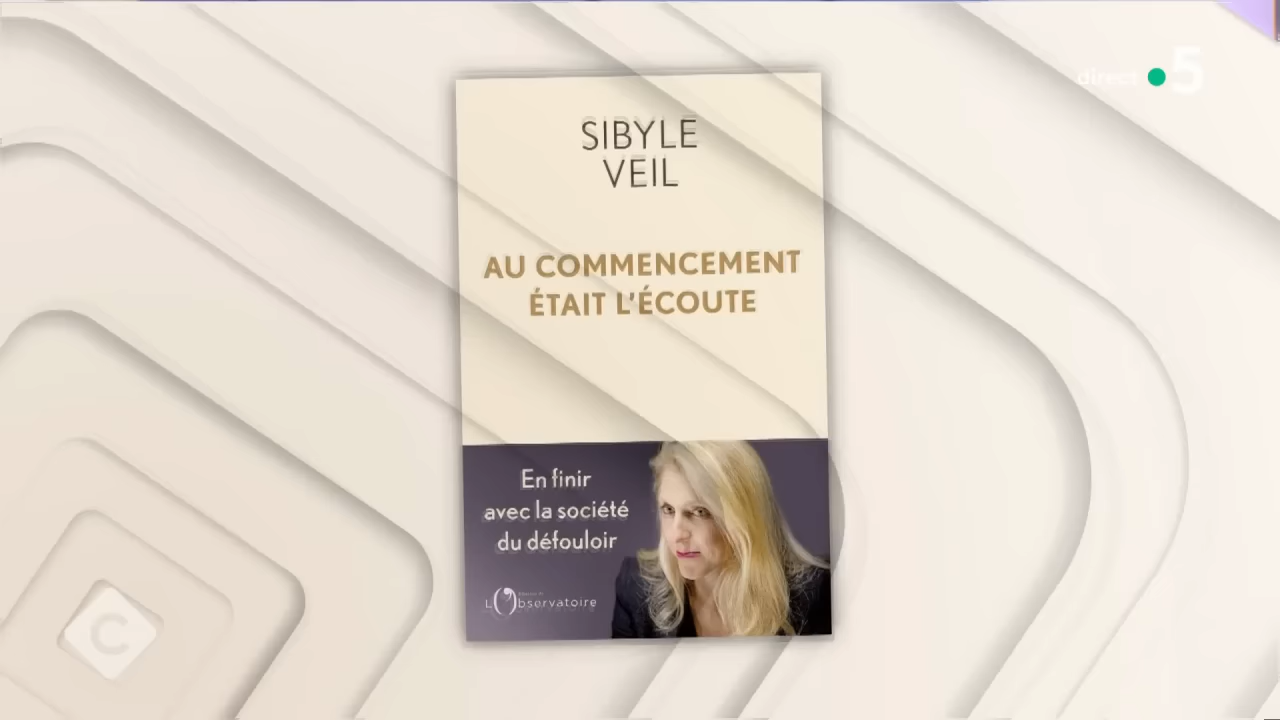 direct 5
SIBYLE
VEIL
AU COMMENCEMENT
ÉTAIT L'ÉCOUTE
En finir
avec la société
du défouloir
L'Observatoire
C